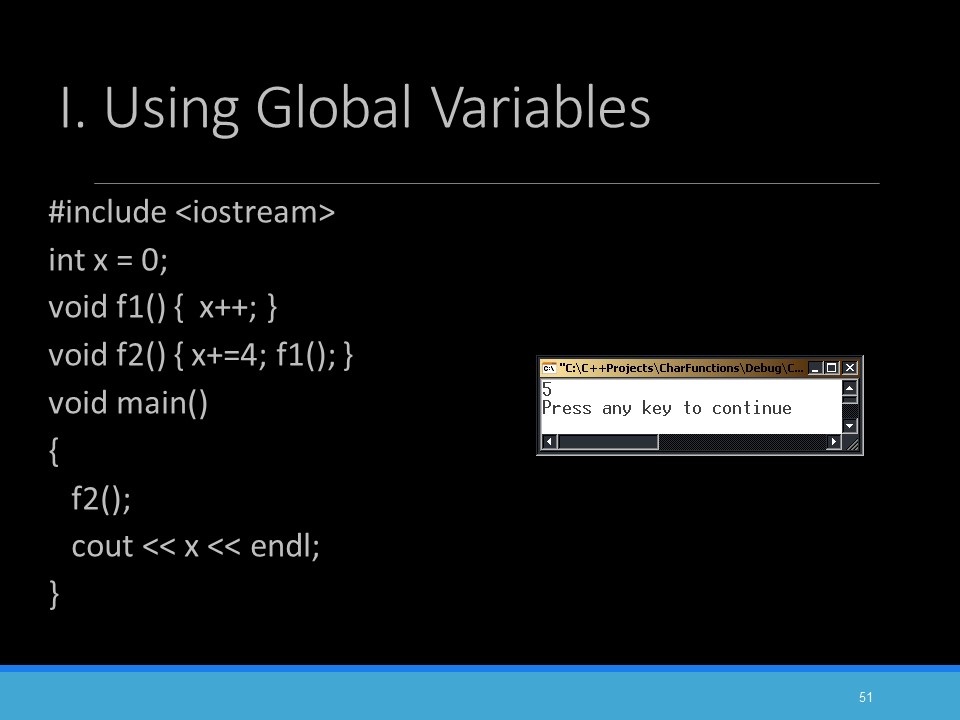 I. Using Global Variables
#include <iostream>
int x = 0;
void f1() { x++; }
void f2() { x+=4; f1(); }
void main()
{
f2();
cout << x << endl;
}
"C:\C++Projects\CharFunctions\Debug\C...
5
Press any key to continue
51